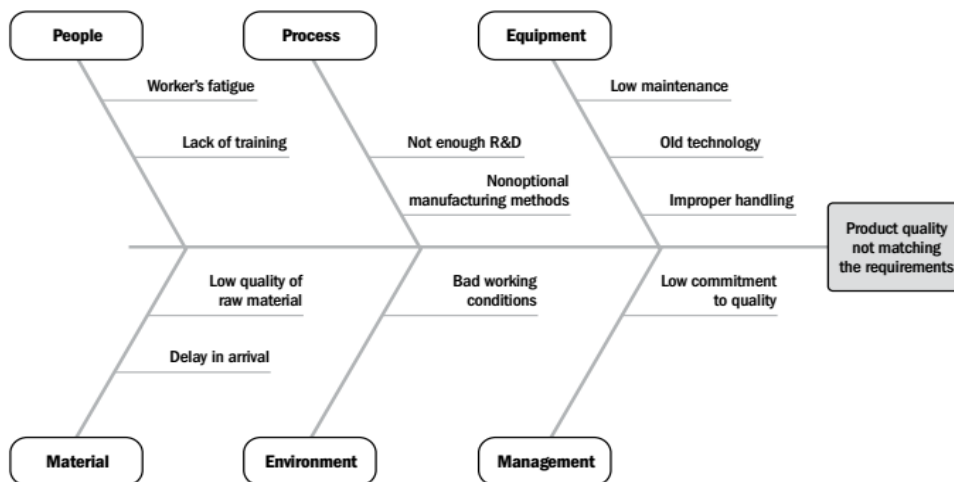 People
Process
Equipment
Worker's fatigue
Low maintenance
Lack of training
Not enough R&D
Old technology
Nonoptional
manufacturing methods
Improper handling
Product quality
not matching
the requirements
Low quality of
raw material
Bad working
conditions
Low commitment
to quality
Delay in arrival
Material
Environment
Management